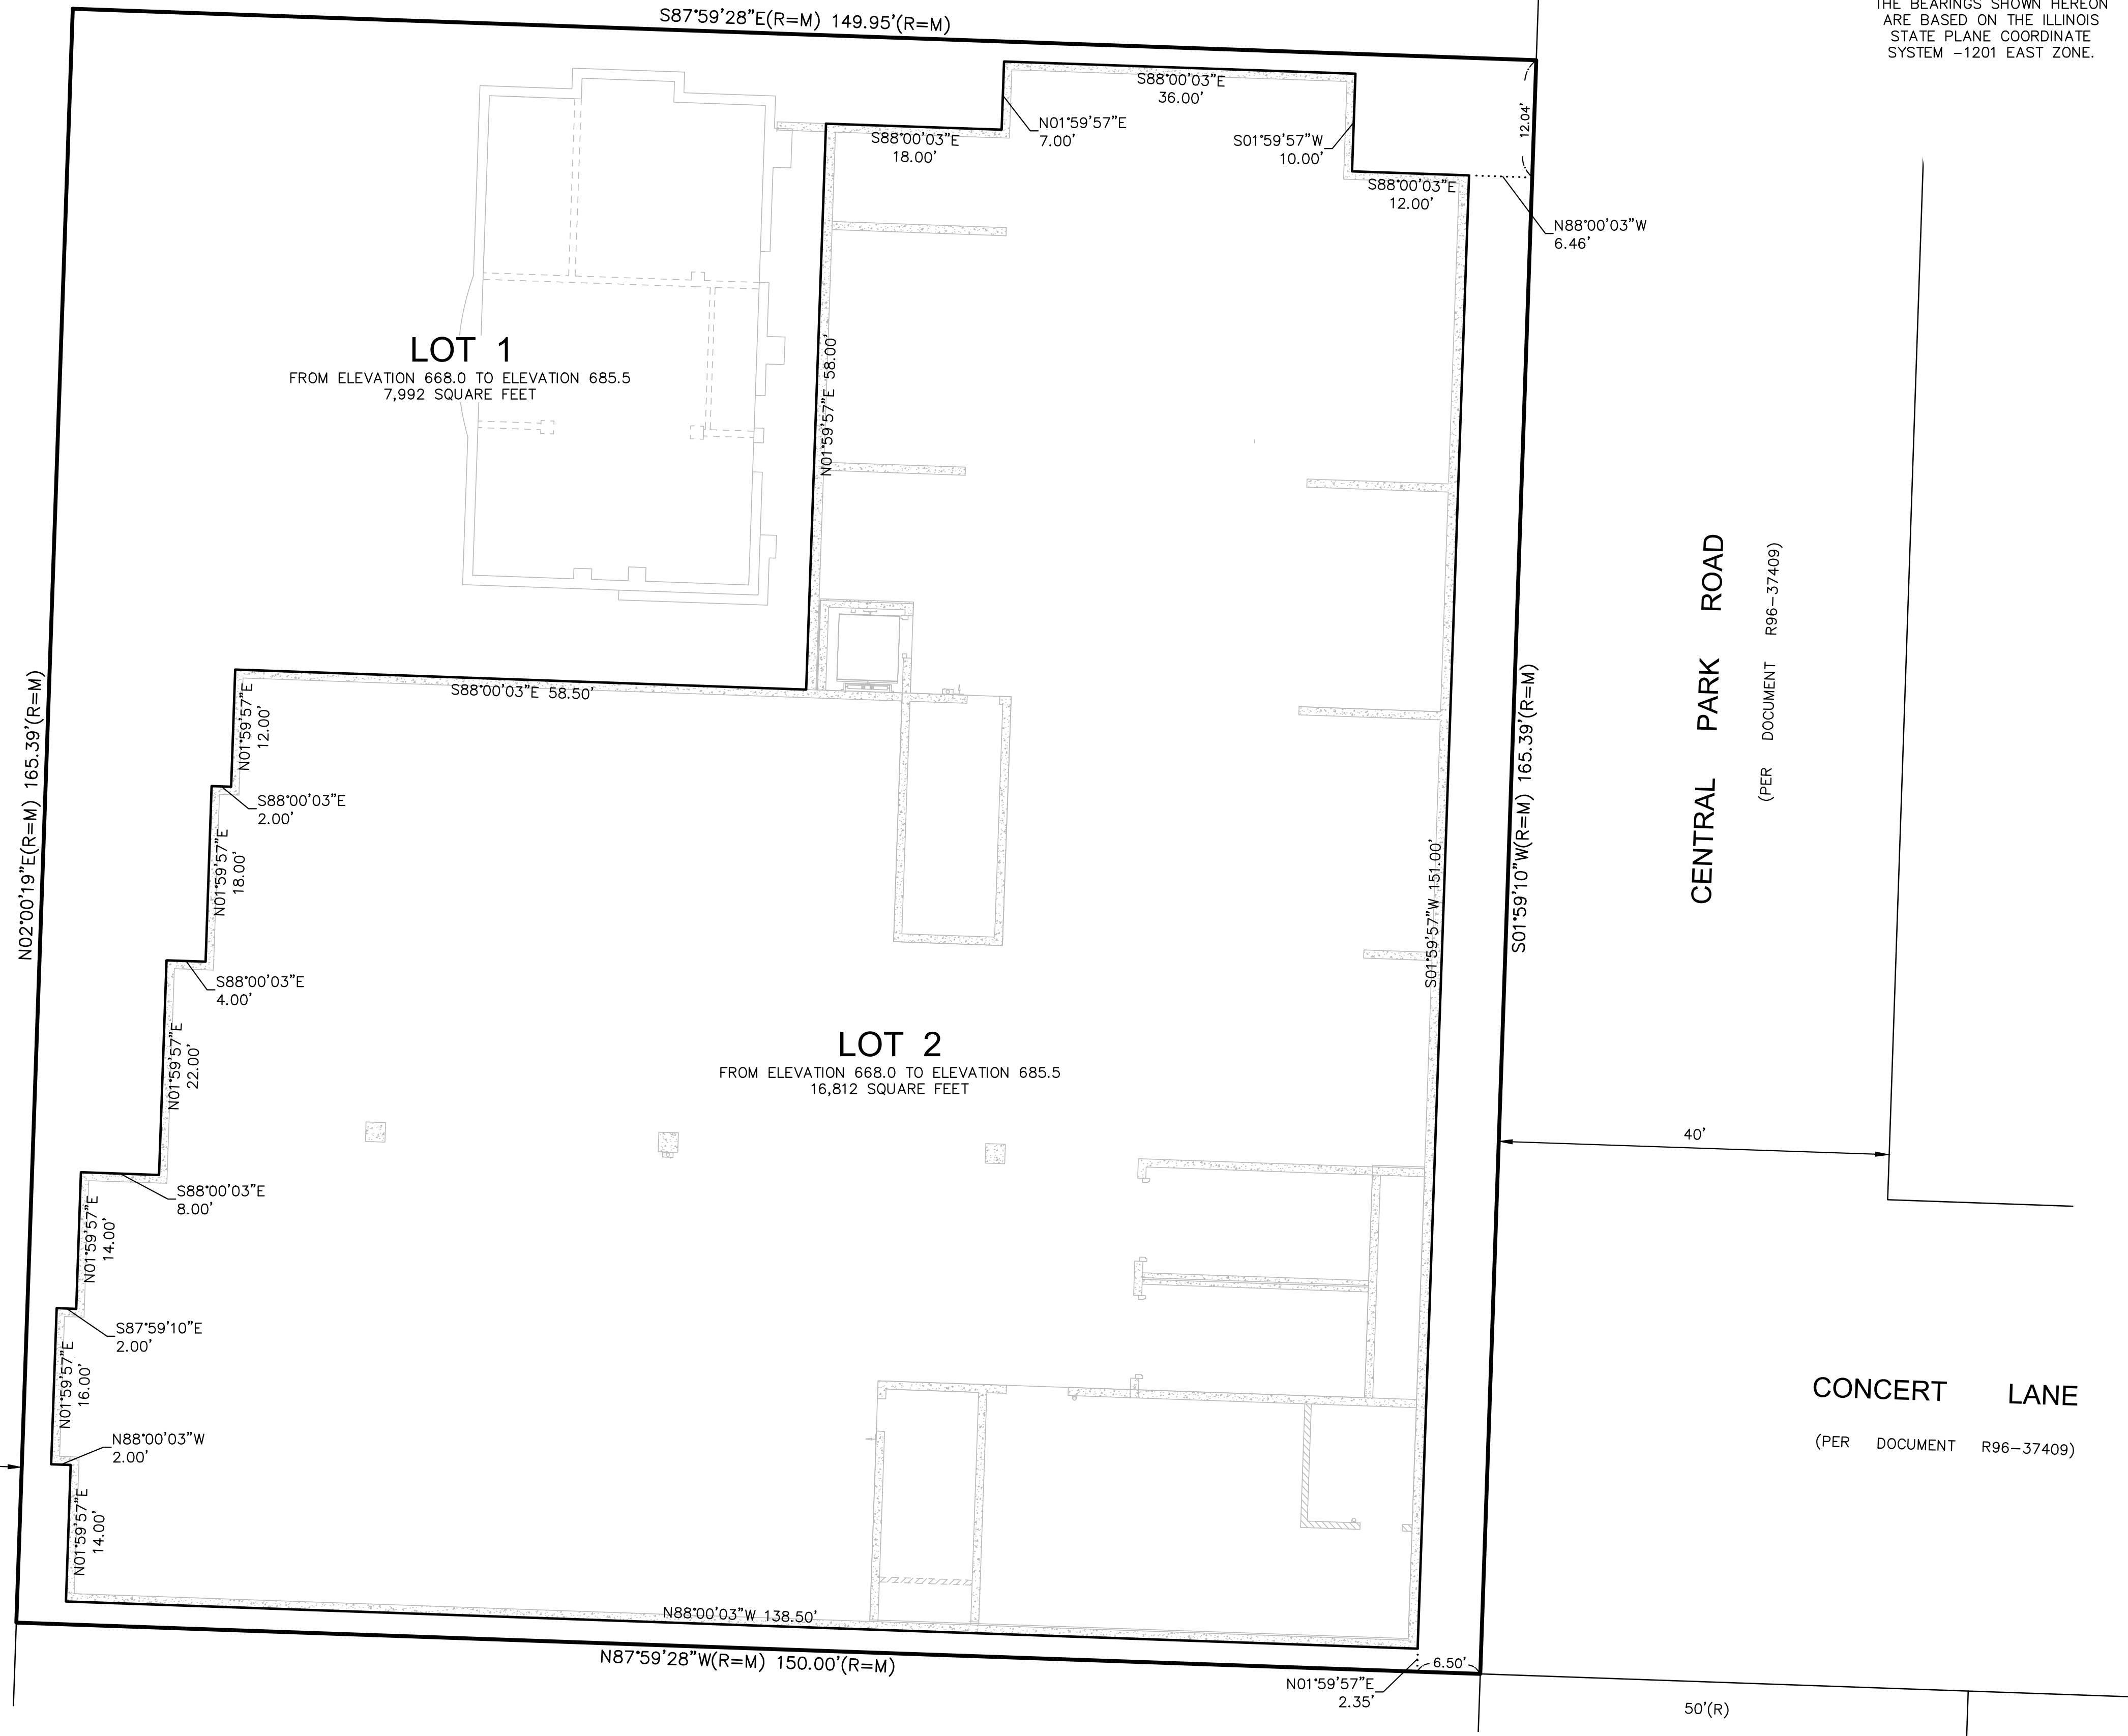 S87°59'28"E(R=M) 149.95'(R=M)
THE BEARINGS SHOWN HEREON
ARE BASED ON THE ILLINOIS
STATE PLANE COORDINATE
SYSTEM -1201 EAST ZONE.
S88°00'03"E
36.00'
12.04'
N01°59'57"E
7.00'
S88°00'03"E
18.00'
S01°59'57"W
10.00'
S88°00'03"E
12.00'
N88°00'03"W
6.46'
LOT 1
FROM ELEVATION 668.0 TO ELEVATION 685.5
7,992 SQUARE FEET
N01°59'57"E 58.00'
CENTRAL PARK ROAD
(PER DOCUMENT R96-37409)
S88°00'03"E 58.50'
N01°59'57"E
12.00'
N02°00'19"E(R=M) 165.39'(R=M)
S01°59'10"W(R=M) 165.39'(R=M)
S88°00'03"E
2.00'
N01°59'57"E
18.00'
S01°59'57"W 151.00'
S88°00'03"E
4.00'
N01°59'57"E
22.00'
LOT 2
FROM ELEVATION 668.0 TO ELEVATION 685.5
16,812 SQUARE FEET
40'
S88°00'03"E
8.00'
N01°59'57"E
14.00'
S87°59'10"E
2.00'
N01°59'57"E
16.00'
CONCERT LANE
(PER DOCUMENT R96-37409)
N88°00'03"W
2.00'
N01°59'57"E
14.00'
N88°00'03"W 138.50'
N87°59'28"W(R=M) 150.00'(R=M)
6.50'
N01°59'57"E
2.35'
50'(R)